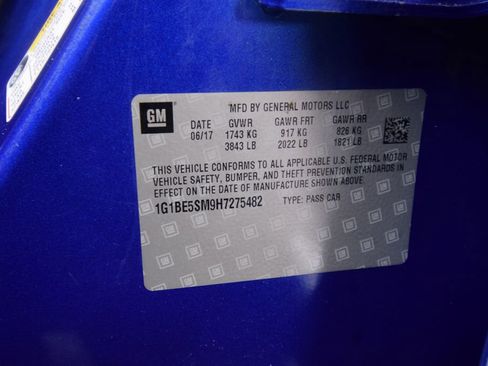 GM
MFD BY GENERAL MOTORS LLC
DATE GVWR GAWR FRT GAWR RR
06/17 1743 KG 917 KG 826 KG
3843 LB 2022 LB 1821 LB
THIS VEHICLE CONFORMS TO ALL APPLICABLE U.S. FEDERAL MOTOR
VEHICLE SAFETY, BUMPER, AND THEFT PREVENTION STANDARDS IN
EFFECT ON THE DATE OF MANUFACTURE SHOWN ABOVE.
1G1BE5SM9H7275482 TYPE: PASS CAR